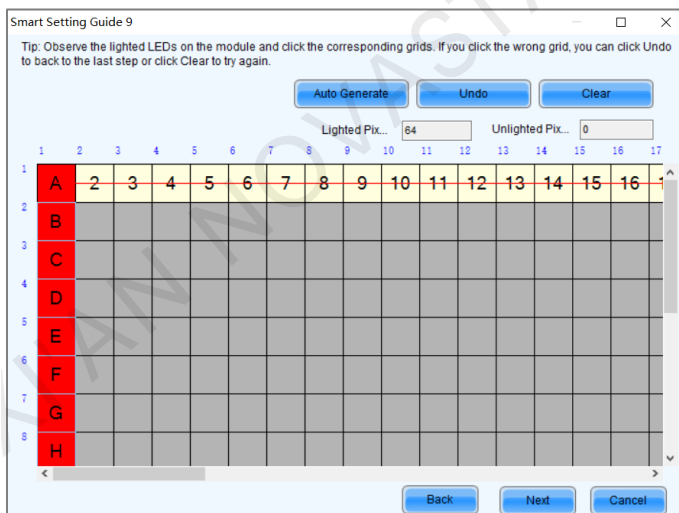 Smart Setting Guide 9
Tip: Observe the lighted LEDs on the module and click the corresponding grids. If you click the wrong grid, you can click Undo
to back to the last step or click Clear to try again.
Auto Generate Undo Clear
Lighted Pix... 64 Unlighted Pix... 0
1 2 3 4 5 6 7 8 9 10 11 12 13 14 15 16 17
1 A 2 3 4 5 6 7 8 9 10 11 12 13 14 15 16
2 B
3 C
4 D
5 E
6 F
7 G
8 H
Back Next Cancel
XI'AN NOVASTA